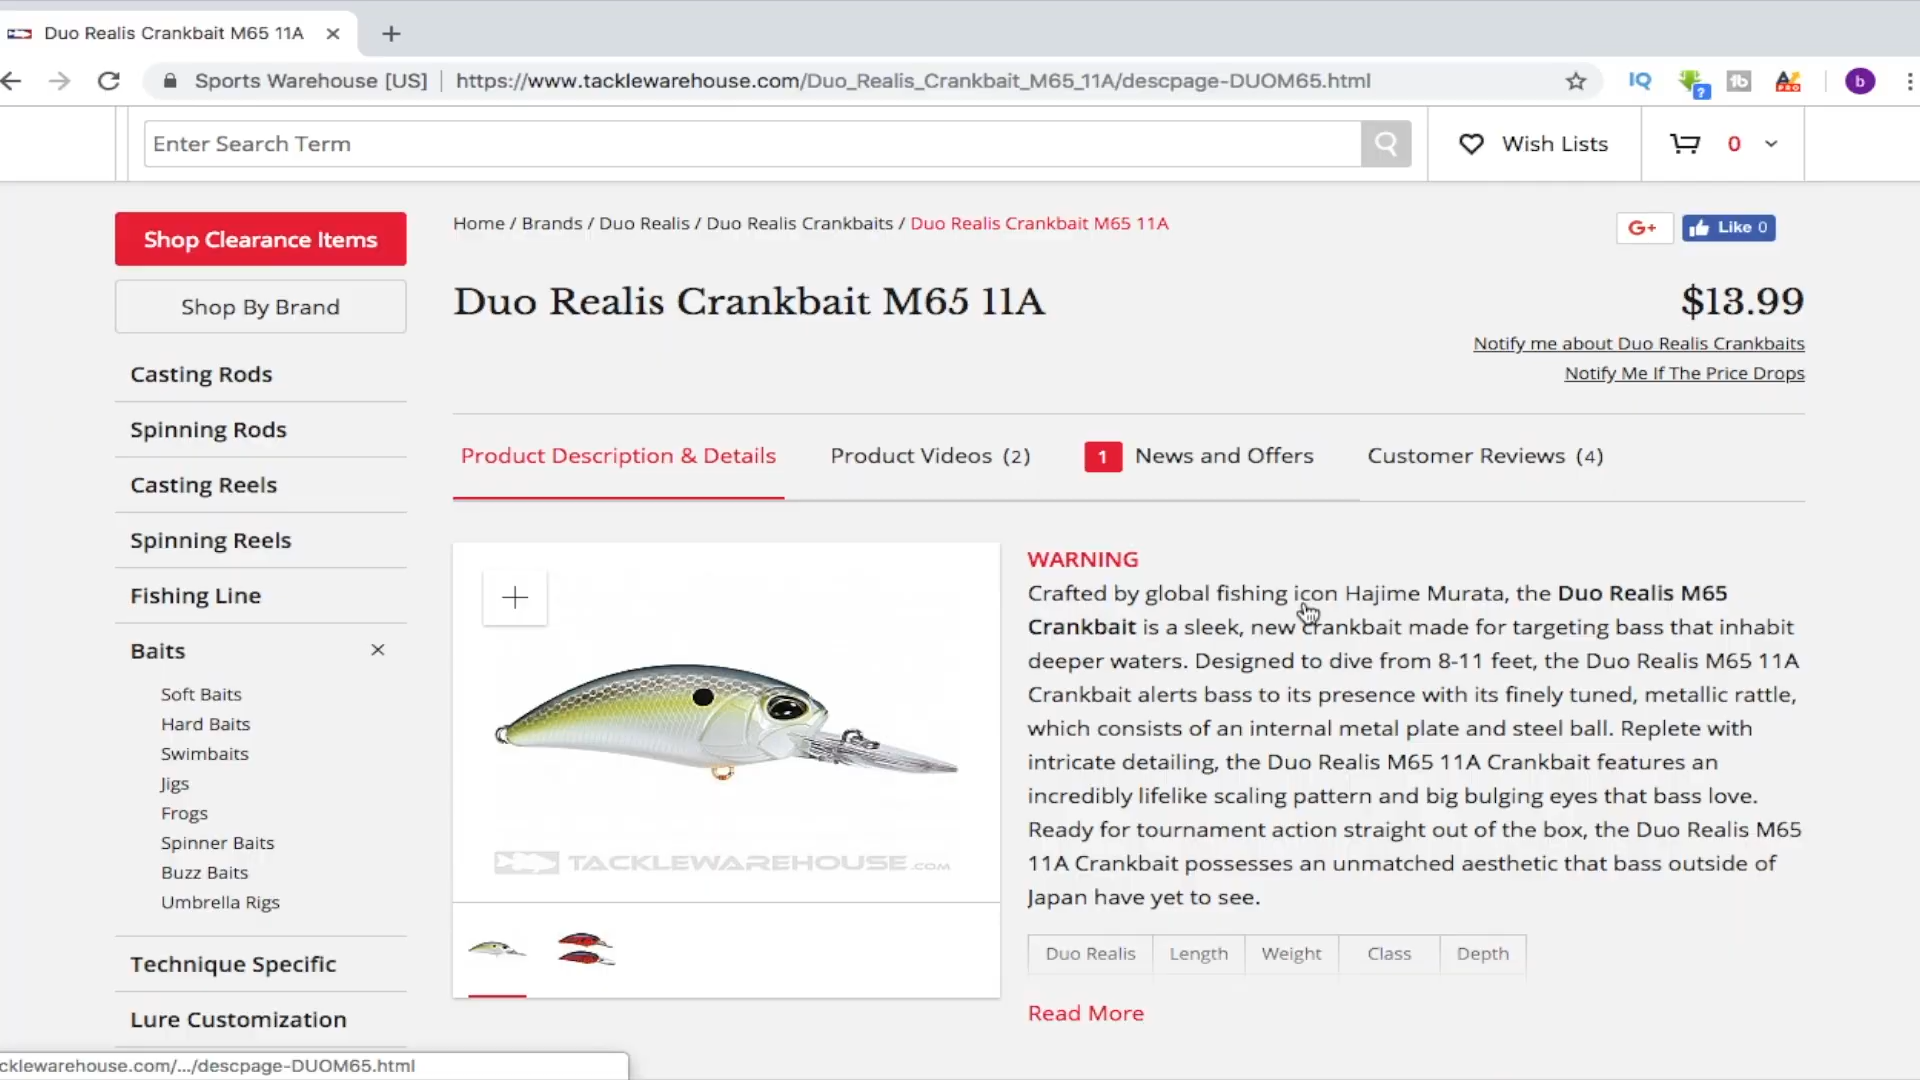 Duo Realis Crankbait M65 11A
Sports Warehouse [US] https://www.tacklewarehouse.com/Duo_Realis_Crankbait_M65_11A/descpage-DUOM65.html
IQ
?
tb
A
PRO
b
Enter Search Term
Wish Lists
0
Shop Clearance Items
Shop By Brand
Casting Rods
Spinning Rods
Casting Reels
Spinning Reels
Fishing Line
Baits
Soft Baits
Hard Baits
Swimbaits
Jigs
Frogs
Spinner Baits
Buzz Baits
Umbrella Rigs
Technique Specific
Lure Customization
Home / Brands / Duo Realis / Duo Realis Crankbaits / Duo Realis Crankbait M65 11A
G+
Like 0
Duo Realis Crankbait M65 11A
$13.99
Notify me about Duo Realis Crankbaits
Notify Me If The Price Drops
Product Description & Details
Product Videos (2)
1 News and Offers
Customer Reviews (4)
TACKLEWAREHOUSE.COM
WARNING
Crafted by global fishing icon Hajime Murata, the Duo Realis M65
Crankbait is a sleek, new crankbait made for targeting bass that inhabit
deeper waters. Designed to dive from 8-11 feet, the Duo Realis M65 11A
Crankbait alerts bass to its presence with its finely tuned, metallic rattle,
which consists of an internal metal plate and steel ball. Replete with
intricate detailing, the Duo Realis M65 11A Crankbait features an
incredibly lifelike scaling pattern and big bulging eyes that bass love.
Ready for tournament action straight out of the box, the Duo Realis M65
11A Crankbait possesses an unmatched aesthetic that bass outside of
Japan have yet to see.
Duo Realis Length Weight Class Depth
Read More
cklewarehouse.com/.../descpage-DUOM65.html